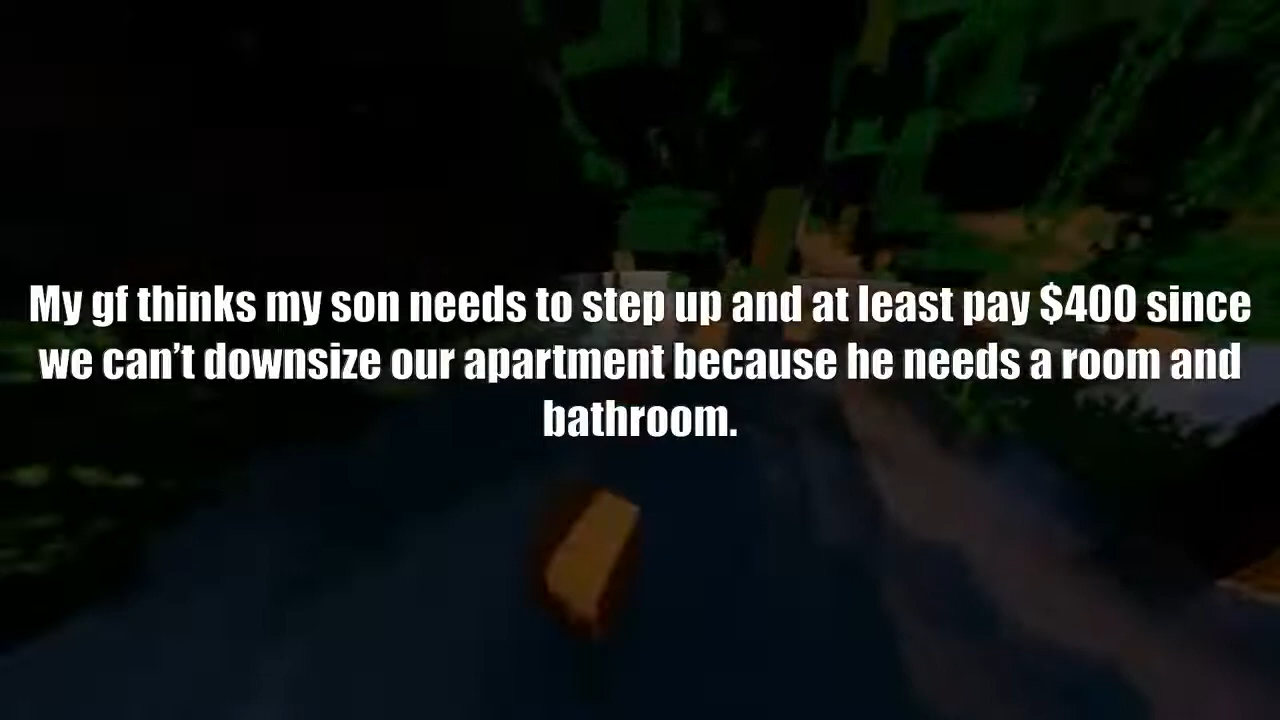 My gf thinks my son needs to step up and at least pay $400 since
we can’t downsize our apartment because he needs a room and
bathroom.